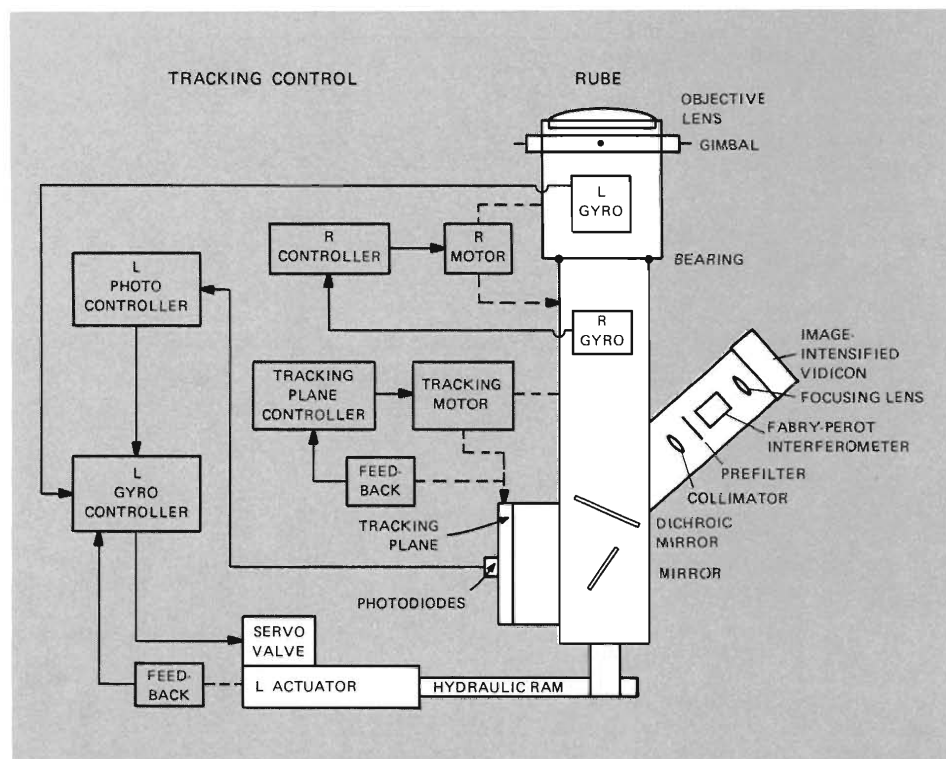 TRACKING CONTROL
RUBE
OBJECTIVE
LENS
GIMBAL
L
GYRO
R
CONTROLLER
R
MOTOR
BEARING
L
PHOTO
CONTROLLER
R
GYRO
IMAGE-
INTENSIFIED
VIDICON
FOCUSING LENS
FABRY-PEROT
INTERFEROMETER
PREFILTER
COLLIMATOR
TRACKING
PLANE
CONTROLLER
TRACKING
MOTOR
FEED-
BACK
L
GYRO
CONTROLLER
TRACKING
PLANE
DICHROIC
MIRROR
MIRROR
PHOTODIODES
SERVO
VALVE
FEED-
BACK
L ACTUATOR
HYDRAULIC RAM